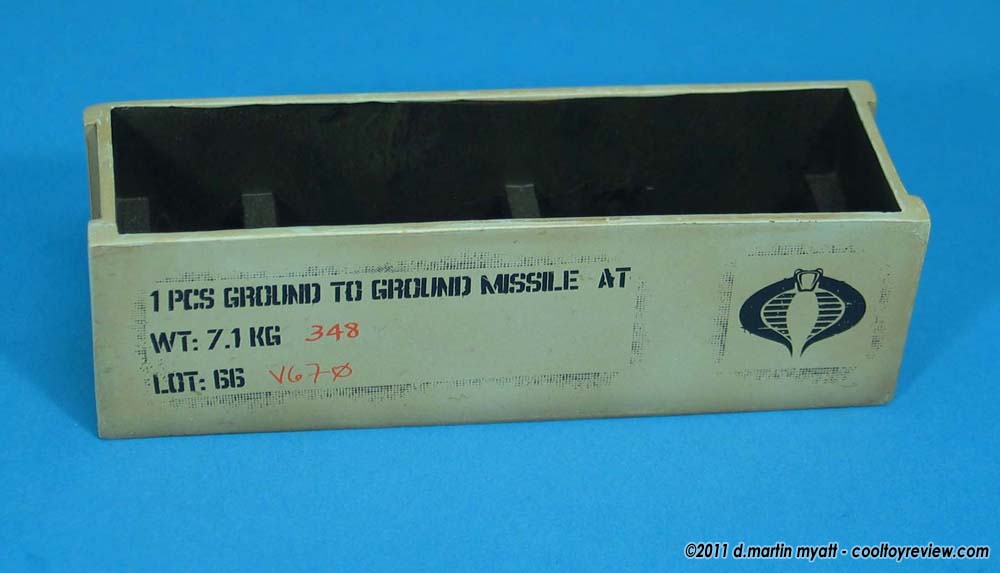 1 PCS GROUND TO GROUND MISSILE AT
WT: 7.1 KG 348
LOT: 66 V67Ø
©2011 d.martin myatt - cooltoyreview.com